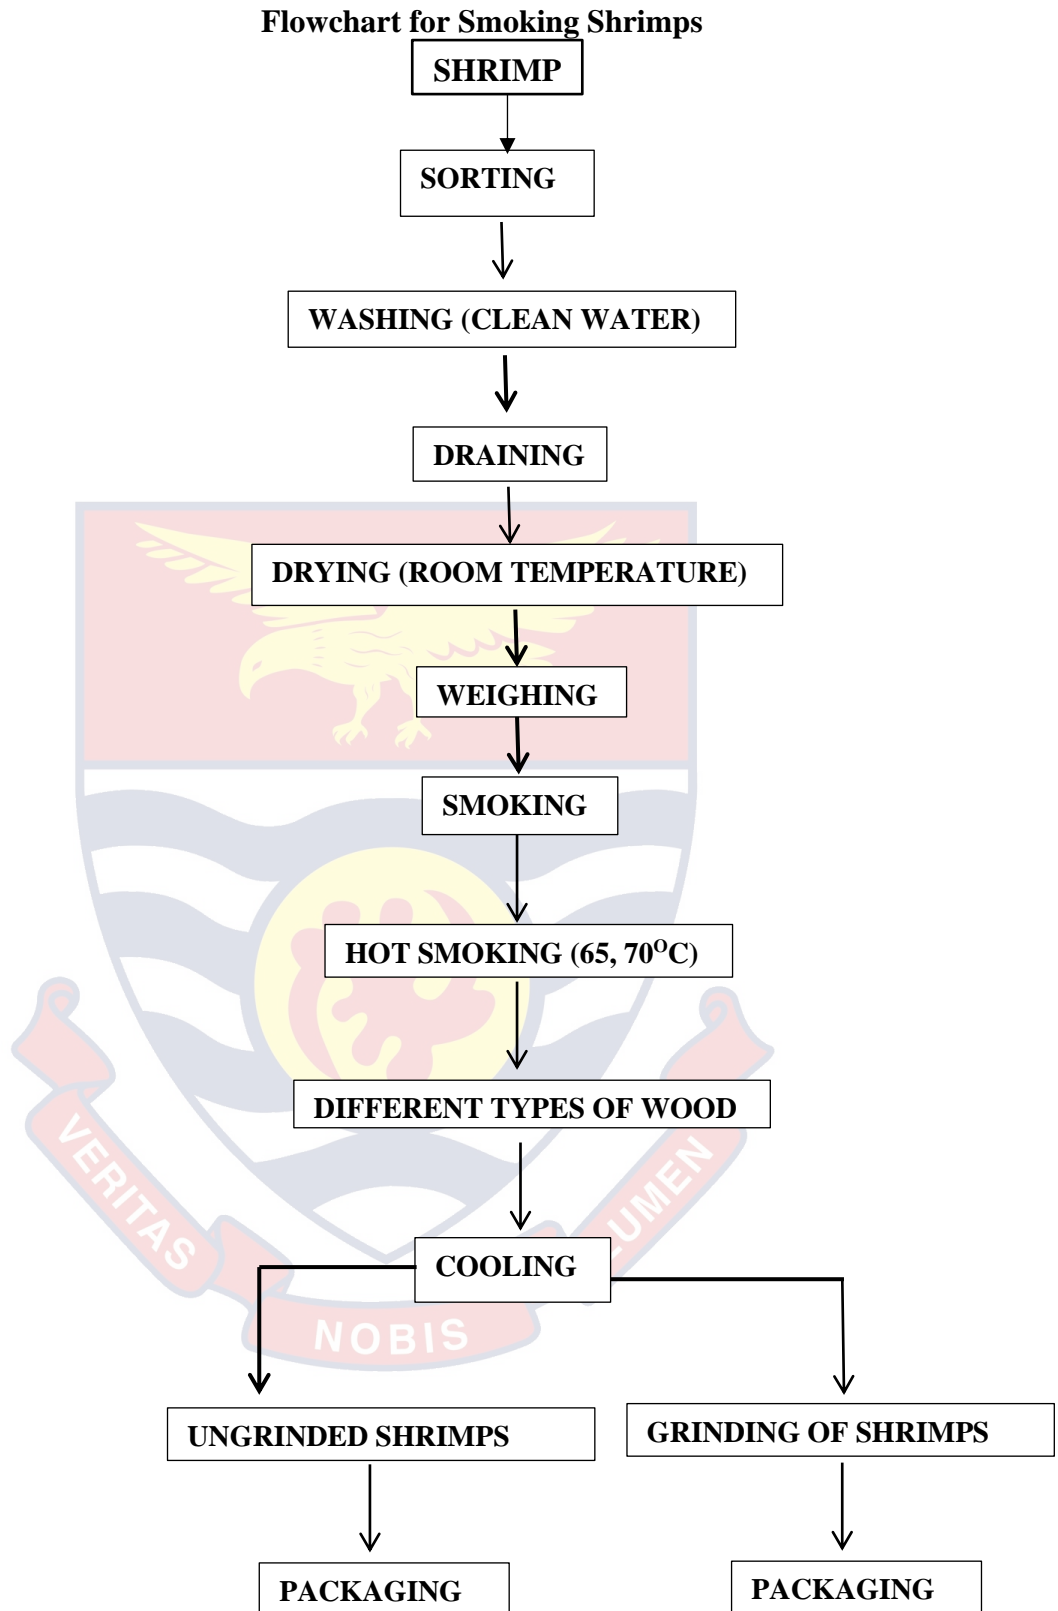 Flowchart for Smoking Shrimps
SHRIMP
SORTING
WASHING (CLEAN WATER)
DRAINING
DRYING (ROOM TEMPERATURE)
WEIGHING
SMOKING
HOT SMOKING (65, 70ᴼC)
DIFFERENT TYPES OF WOOD
COOLING
VERITAS
NOBIS
LUMEN
UNGRINDED SHRIMPS
GRINDING OF SHRIMPS
PACKAGING
PACKAGING